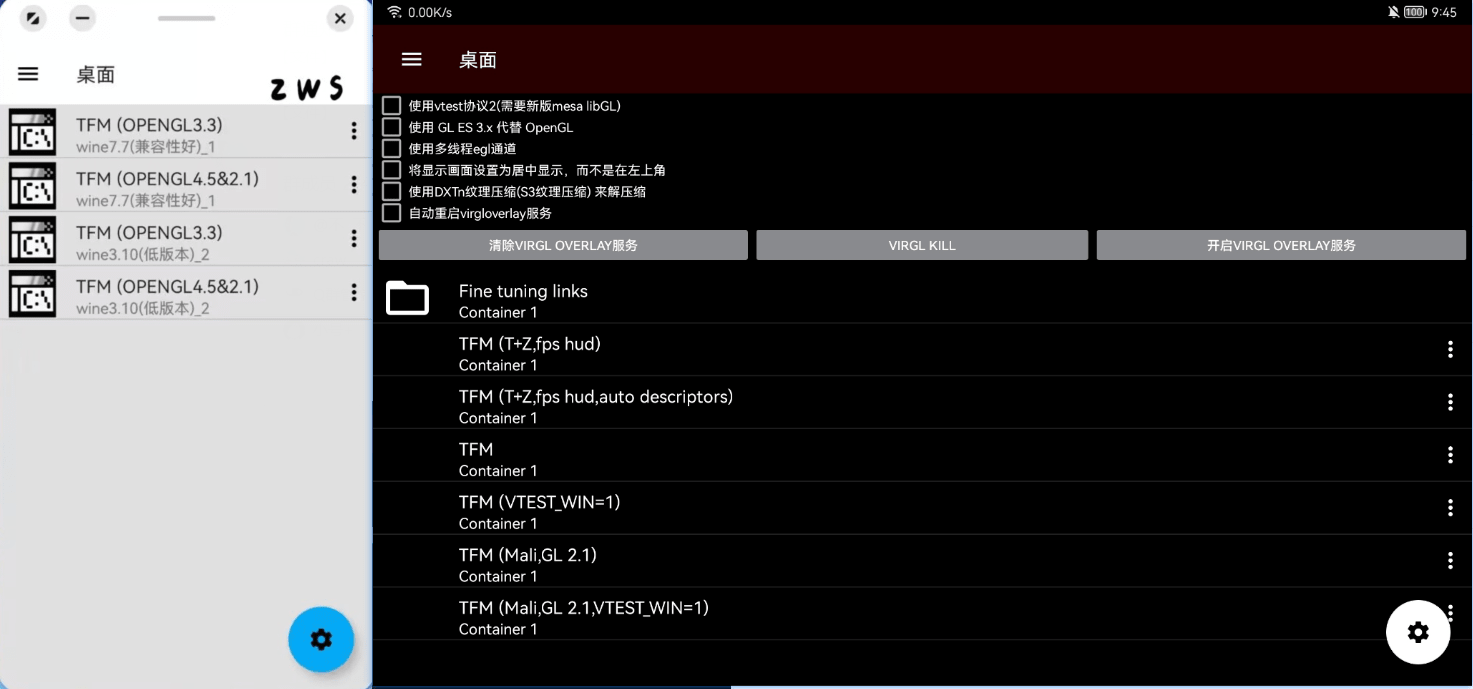 桌面
ZWS
C:\
TFM (OPENGL3.3)
wine7.7(兼容性好)_1
C:\
TFM (OPENGL4.5&2.1)
wine7.7(兼容性好)_1
C:\
TFM (OPENGL3.3)
wine3.10(低版本)_2
C:\
TFM (OPENGL4.5&2.1)
wine3.10(低版本)_2
0.00K/s
100
9:45
桌面
使用vtest协议2(需要新版mesa libGL)
使用 GL ES 3.x 代替 OpenGL
使用多线程egl通道
将显示画面设置为居中显示，而不是在左上角
使用DXTn纹理压缩(S3纹理压缩) 来解压缩
自动重启virgloverlay服务
清除VIRGL OVERLAY服务
VIRGL KILL
开启VIRGL OVERLAY服务
Fine tuning links
Container 1
TFM (T+Z,fps hud)
Container 1
TFM (T+Z,fps hud,auto descriptors)
Container 1
TFM
Container 1
TFM (VTEST_WIN=1)
Container 1
TFM (Mali,GL 2.1)
Container 1
TFM (Mali,GL 2.1,VTEST_WIN=1)
Container 1